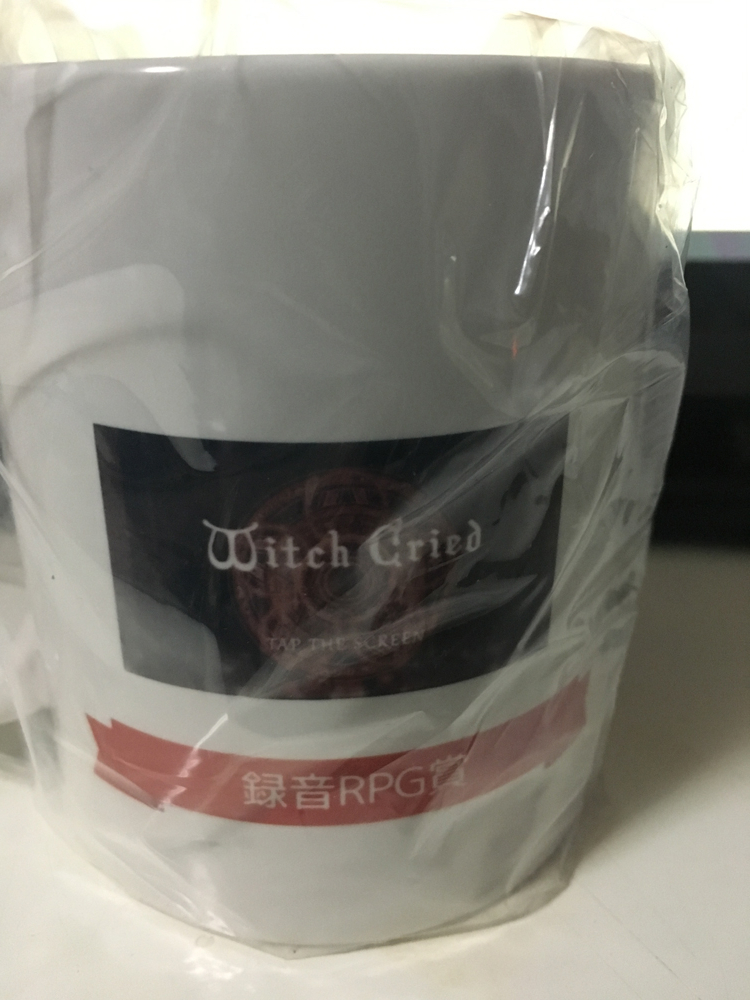 Witch Cried
TAP THE SCREEN
録音RPG賞